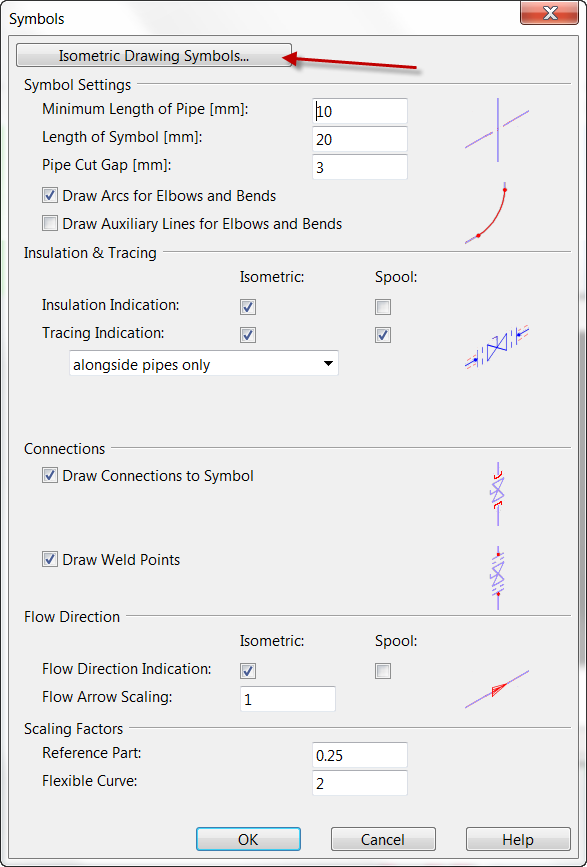 Symbols
Isometric Drawing Symbols...
Symbol Settings
Minimum Length of Pipe [mm]: 10
Length of Symbol [mm]: 20
Pipe Cut Gap [mm]: 3
Draw Arcs for Elbows and Bends
Draw Auxiliary Lines for Elbows and Bends
Insulation & Tracing
Isometric: Spool:
Insulation Indication:
Tracing Indication:
alongside pipes only
Connections
Draw Connections to Symbol
Draw Weld Points
Flow Direction
Isometric: Spool:
Flow Direction Indication:
Flow Arrow Scaling: 1
Scaling Factors
Reference Part: 0.25
Flexible Curve: 2
OK Cancel Help